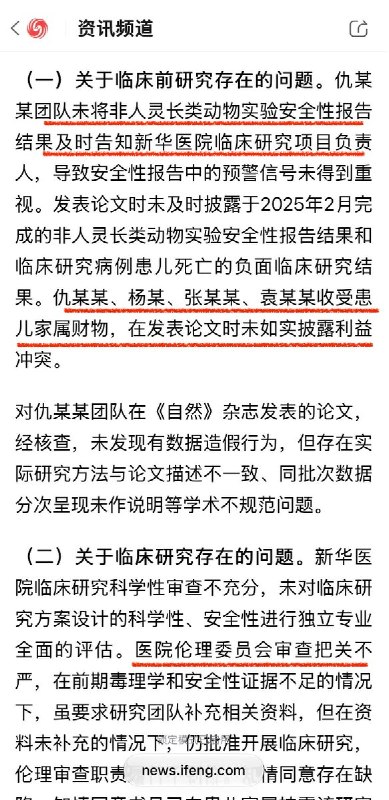 资讯频道
（一）关于临床前研究存在的问题。仇某
某团队未将非人灵长类动物实验安全性报告
结果及时告知新华医院临床研究项目负责
人，导致安全性报告中的预警信号未得到重
视。发表论文时未及时披露于2025年2月完
成的非人灵长类动物实验安全性报告结果和
临床研究病例患儿死亡的负面临床研究结
果。仇某某、杨某、张某某、袁某某收受患
儿家属财物，在发表论文时未如实披露利益
冲突。
对仇某某团队在《自然》杂志发表的论文，
经核查，未发现有数据造假行为，但存在实
际研究方法与论文描述不一致、同批次数据
分次呈现未作说明等学术不规范问题。
（二）关于临床研究存在的问题。新华医
院临床研究科学性审查不充分，未对临床研
究方案设计的科学性、安全性进行独立专业
全面的评估。医院伦理委员会审查把关不
严，在前期毒理学和安全性证据不足的情况
下，虽要求研究团队补充相关资料，但在资
料未补充的情况下，仍批准开展临床研究，
伦理审查职责
情同意存在缺
news.ifeng.com